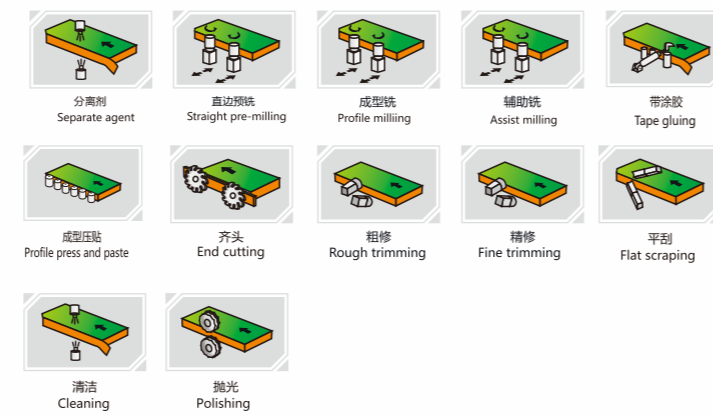 分离剂
Separate agent
直边预铣
Straight pre-milling
成型铣
Profile milliing
辅助铣
Assist milling
带涂胶
Tape gluing
成型压贴
Profile press and paste
齐头
End cutting
粗修
Rough trimming
精修
Fine trimming
平刮
Flat scraping
清洁
Cleaning
抛光
Polishing